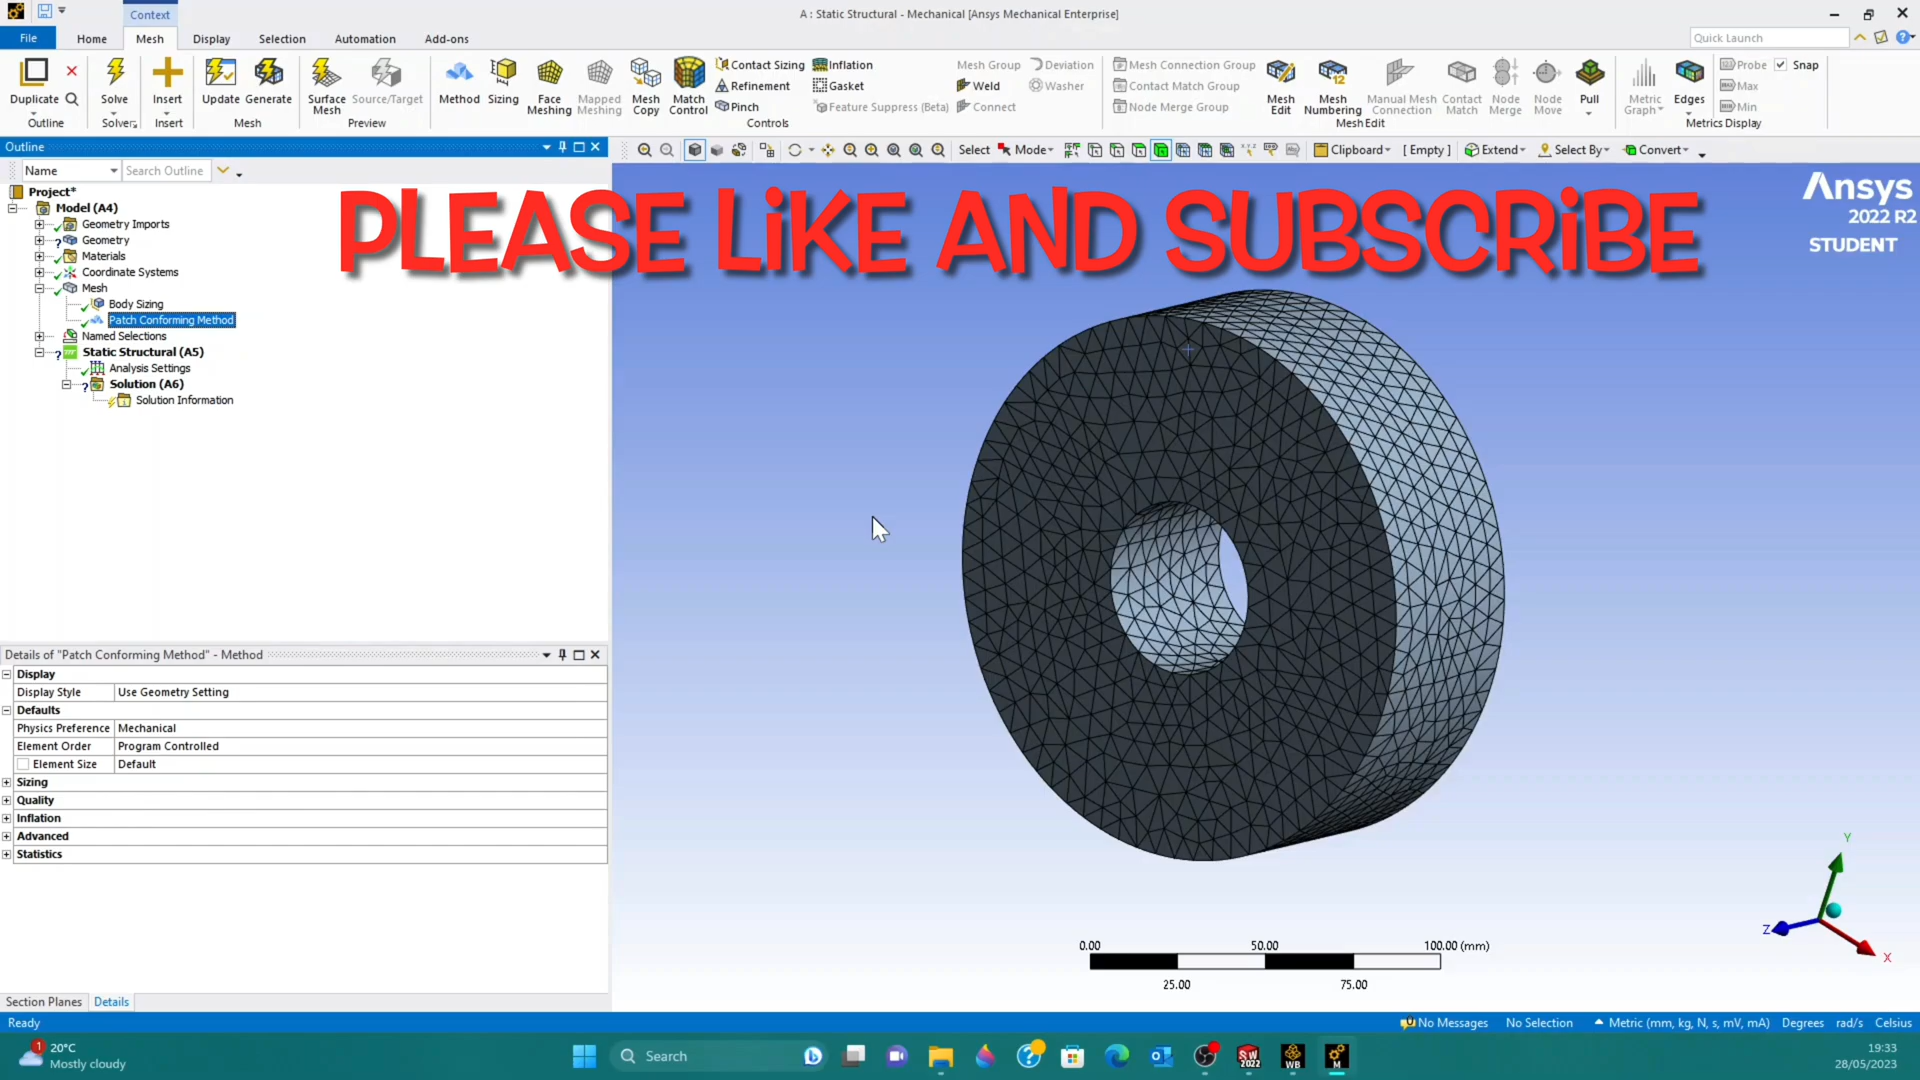 Context
A : Static Structural - Mechanical [Ansys Mechanical Enterprise]
File Home Mesh Display Selection Automation Add-ons
Quick Launch
Duplicate Solve Insert Update Generate Surface Mesh Source/Target Method Sizing Face Meshing Mapped Meshing Mesh Copy Match Control
Contact Sizing Inflation Mesh Group Deviation Mesh Connection Group
Refinement Gasket Weld Washer Contact Match Group
Pinch Feature Suppress (Beta) Connect Node Merge Group
Mesh Edit Mesh Numbering Manual Mesh Connection Contact Match Node Merge Node Move Pull Metric Graph Edges
Probe Snap
Max
Min
Outline Solver Insert Mesh Preview Controls Mesh Edit Metrics Display
Outline
Select Mode Clipboard [ Empty ] Extend Select By Convert
Name Search Outline
Project*
Model (A4)
Geometry Imports
Geometry
Materials
Coordinate Systems
Mesh
Body Sizing
Patch Conforming Method
Named Selections
Static Structural (A5)
Analysis Settings
Solution (A6)
Solution Information
PLEASE LiKE AND SUBSCRiBE
Ansys
2022 R2
STUDENT
Details of "Patch Conforming Method" - Method
Display
Display Style Use Geometry Setting
Defaults
Physics Preference Mechanical
Element Order Program Controlled
Element Size Default
Sizing
Quality
Inflation
Advanced
Statistics
Y
Z
X
0.00 50.00 100.00 (mm)
25.00 75.00
Section Planes Details
Ready No Messages No Selection Metric (mm, kg, N, s, mV, mA) Degrees rad/s Celsius
1
20°C
Mostly cloudy
Search
SW
2022
WB
M
19:33
28/05/2023